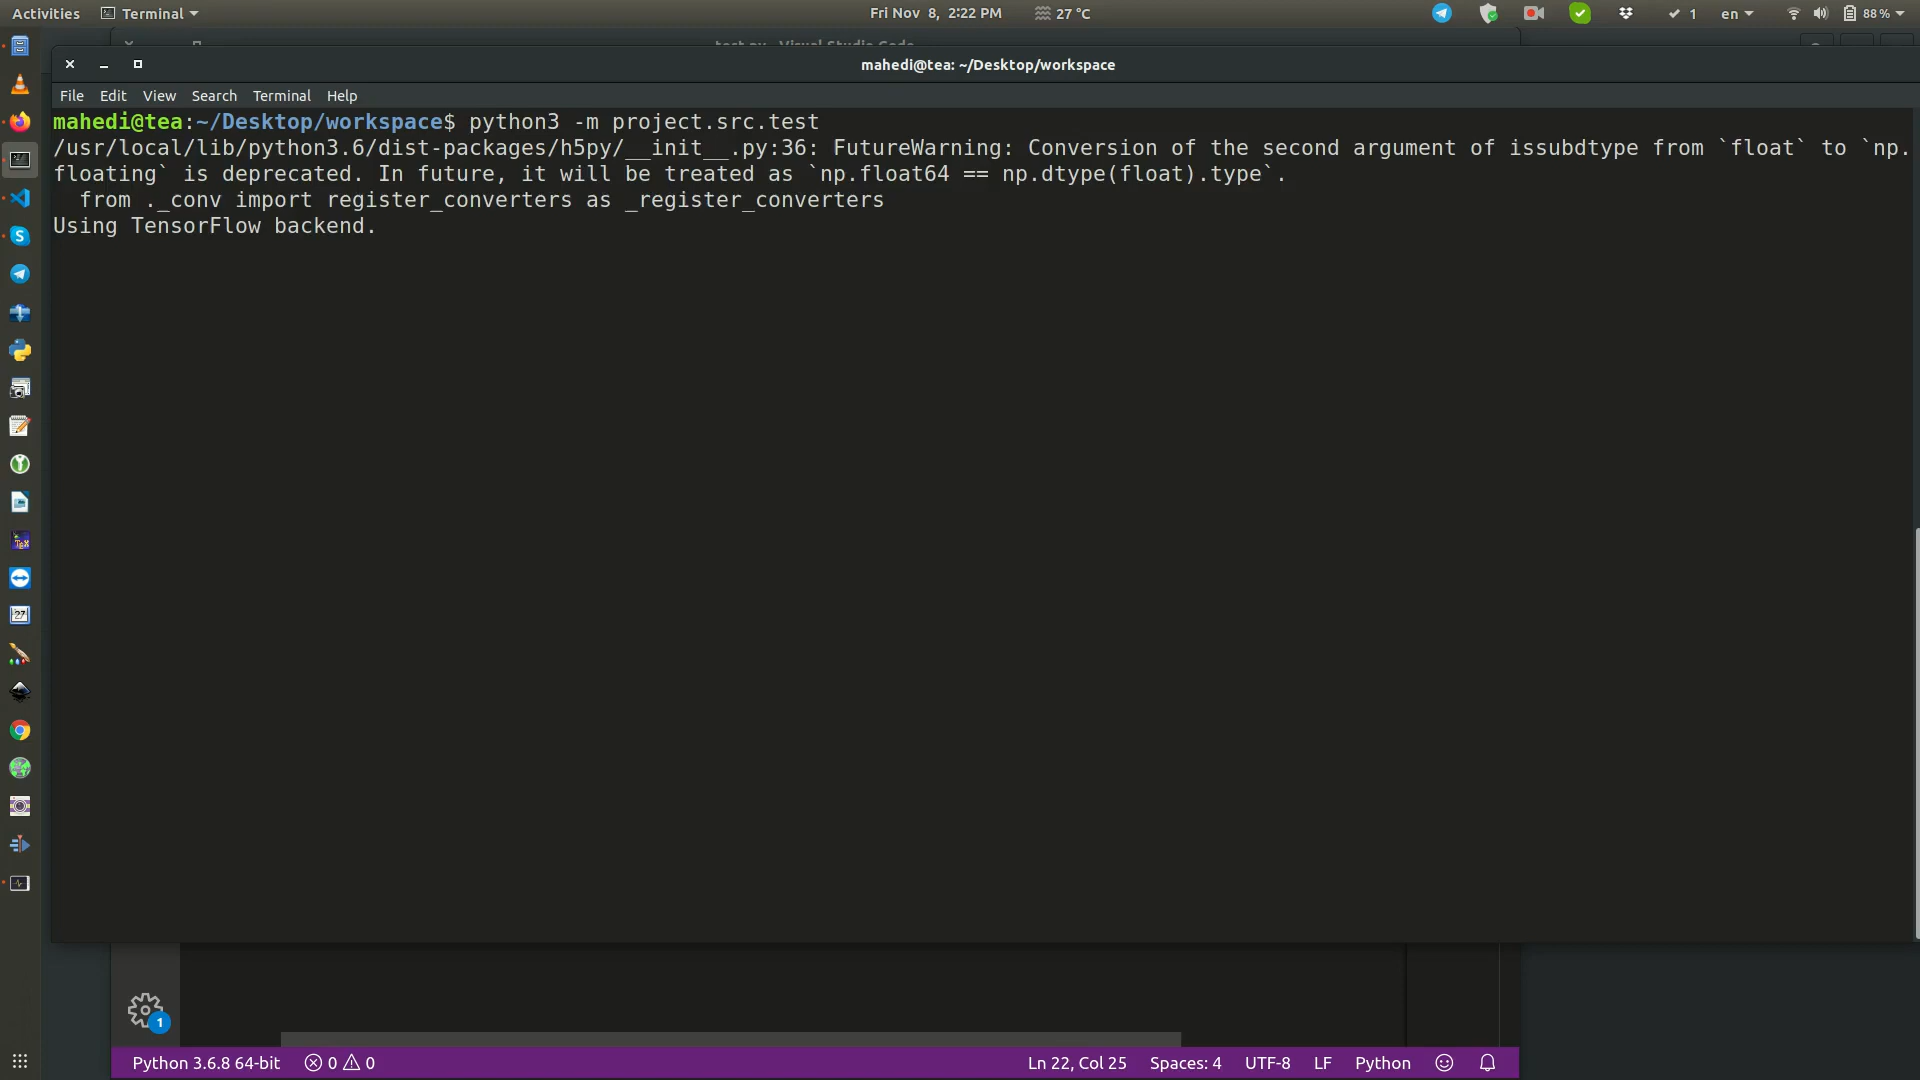 Activities Terminal Fri Nov 8, 2:22 PM 27 °C 1 en 88%
mahedi@tea: ~/Desktop/workspace
File Edit View Search Terminal Help
mahedi@tea:~/Desktop/workspace$ python3 -m project.src.test
/usr/local/lib/python3.6/dist-packages/h5py/__init__.py:36: FutureWarning: Conversion of the second argument of issubdtype from `float` to `np.
floating` is deprecated. In future, it will be treated as `np.float64 == np.dtype(float).type`.
from ._conv import register_converters as _register_converters
Using TensorFlow backend.
1
Python 3.6.8 64-bit 0 0 Ln 22, Col 25 Spaces: 4 UTF-8 LF Python